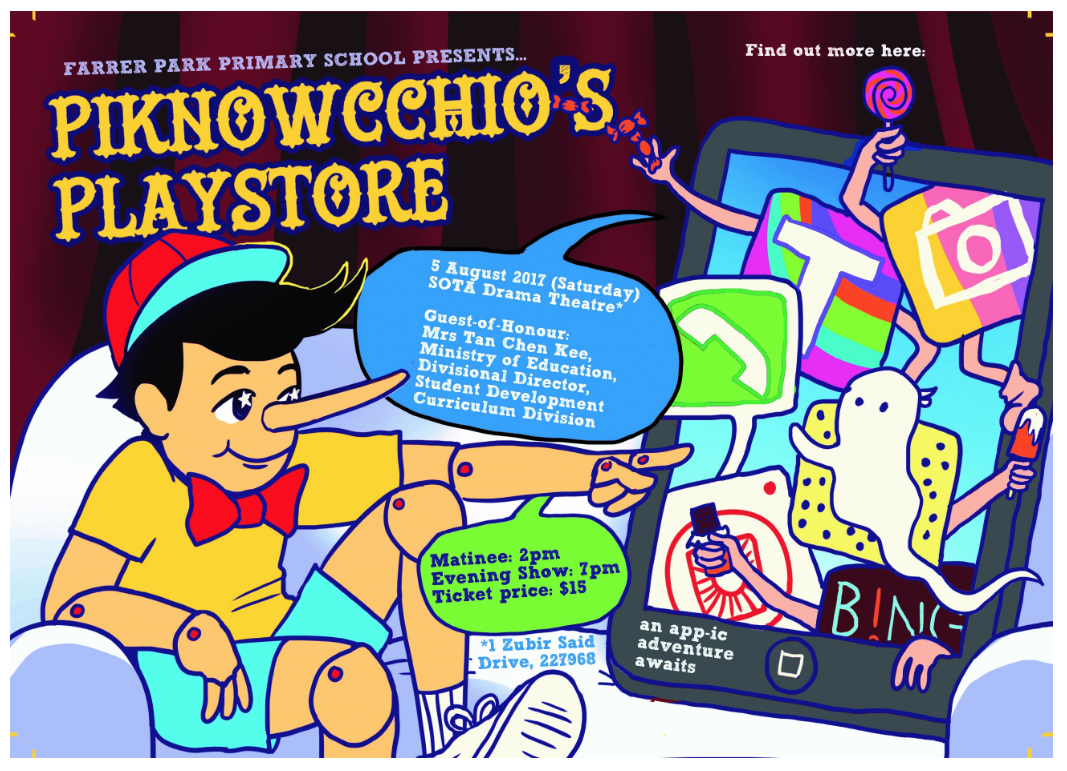 FARRER PARK PRIMARY SCHOOL PRESENTS...
PIKNOWCCHIO'S
PLAYSTORE
Find out more here:
5 August 2017 (Saturday)
SOTA Drama Theatre*
Guest-of-Honour:
Mrs Tan Chen Kee,
Ministry of Education,
Divisional Director,
Student Development
Curriculum Division
T
Matinee: 2pm
Evening Show: 7pm
Ticket price: $15
*1 Zubir Said
Drive, 227968
B!NG
an app-ic
adventure
awaits